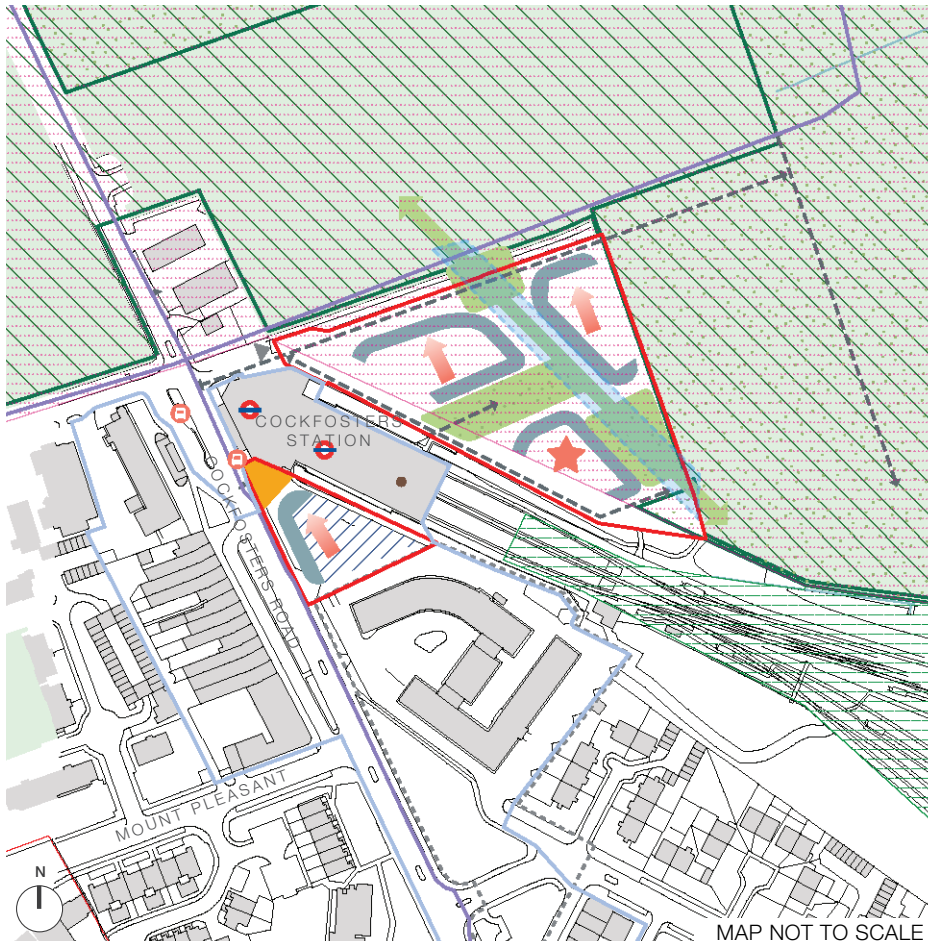 COCKFOSTERS
STATION
COCKFOSTERS ROAD
MOUNT PLEASANT
N
MAP NOT TO SCALE